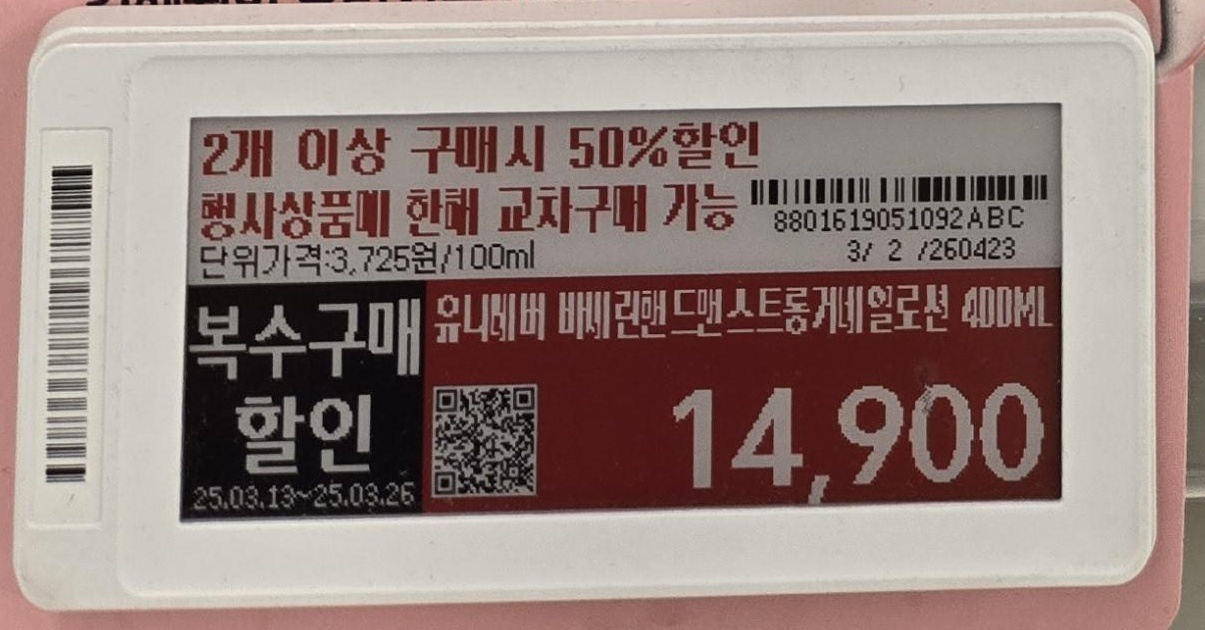 2개 이상 구매시 50%할인
행사상품에 한해 교차구매 가능
8801619051092ABC
단위가격:3,725원/100ml
3/ 2 /260423
복수구매
할인
25.03.13~25.03.26
유니레버 바세린핸드앤스트롱거네일로션 400ML
14,900